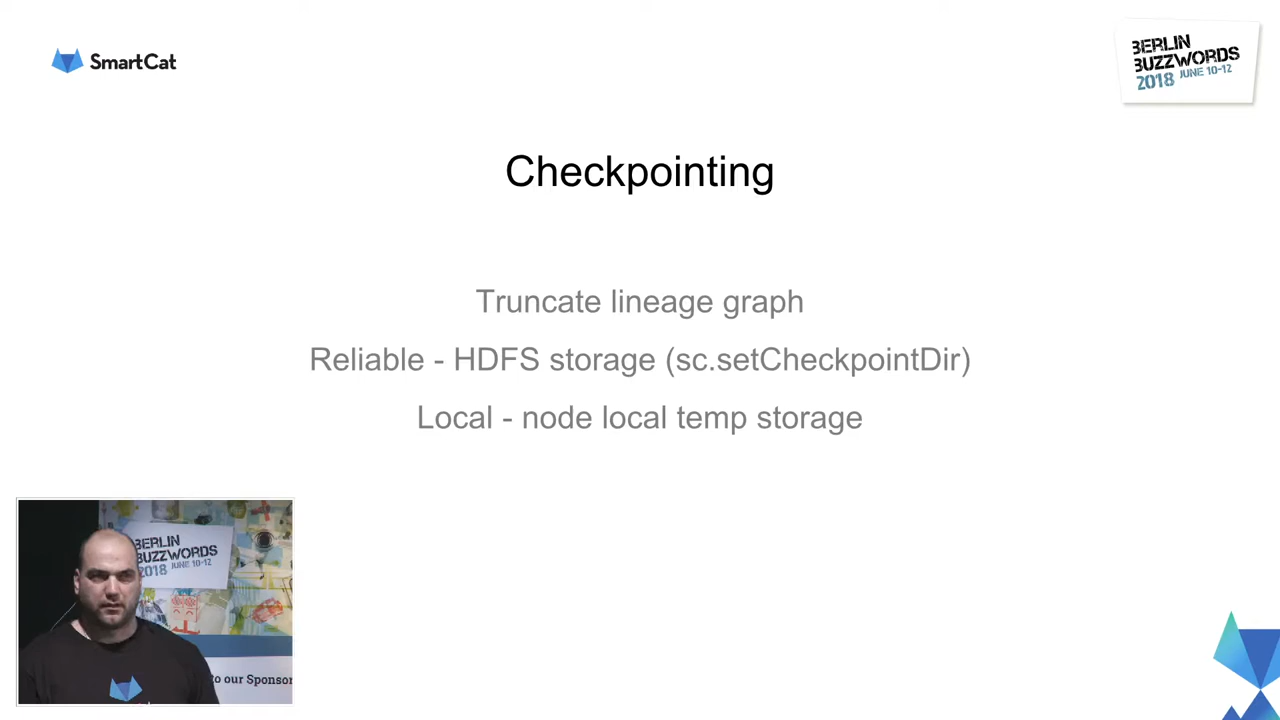 SmartCat
BERLIN
BUZZWORDS
2018 JUNE 10-12
Checkpointing
Truncate lineage graph
Reliable - HDFS storage (sc.setCheckpointDir)
Local - node local temp storage
BERLIN
BUZZWORDS
2018 JUNE 10-12
to our Sponsor